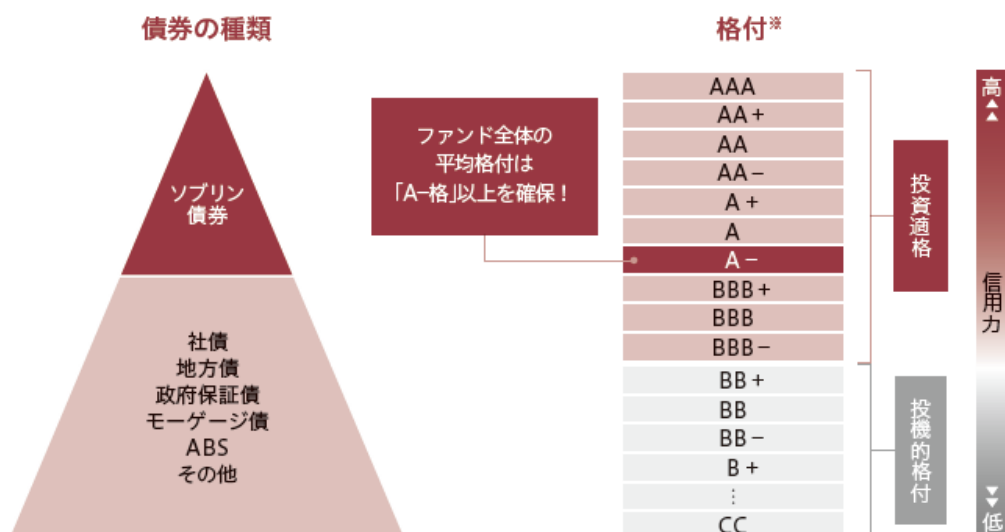 債券の種類
ソブリン
債券
社債
地方債
政府保証債
モーゲージ債
ABS
その他
ファンド全体の
平均格付は
「A−格」以上を確保！
格付※
AAA
AA+
AA
AA−
A+
A
A−
BBB+
BBB
BBB−
BB+
BB
BB−
B+
⋮
CC
投資適格
投機的格付
高
信用力
低